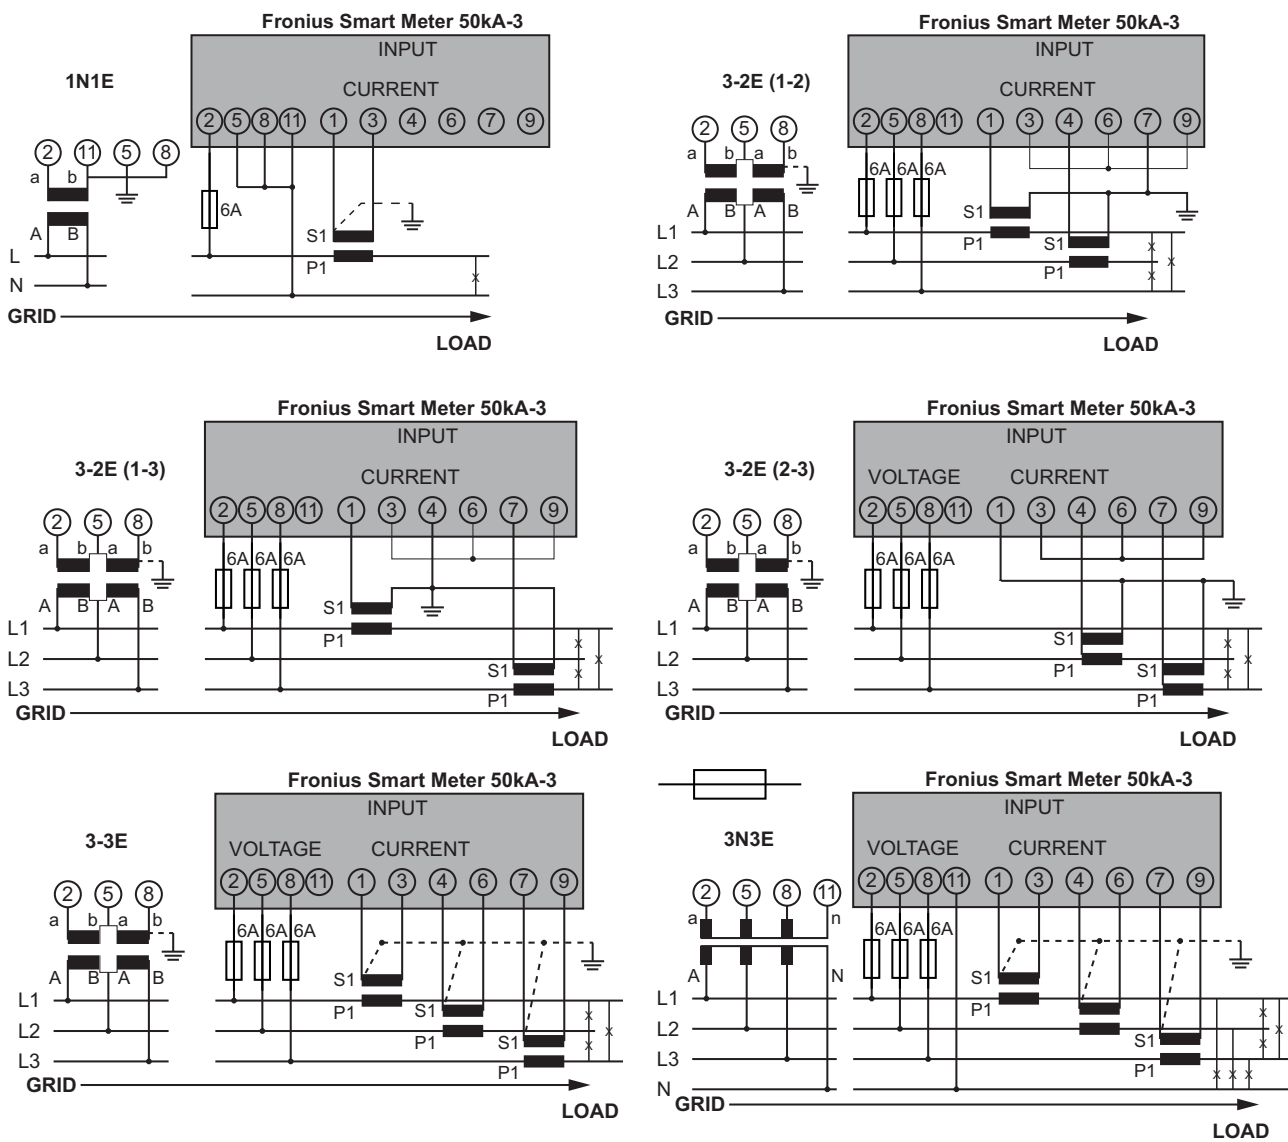 Fronius Smart Meter 50kA-3
INPUT
CURRENT
1N1E
2 5 8 11 1 3 4 6 7 9
2 11 5 8
a b
6A
A B
S1
P1
L
N
GRID
LOAD
Fronius Smart Meter 50kA-3
INPUT
CURRENT
3-2E (1-2)
2 5 8 11 1 3 4 6 7 9
2 5 8
a b a b
6A 6A 6A
A B A B
S1
P1
S1
P1
L1
L2
L3
GRID
LOAD
Fronius Smart Meter 50kA-3
INPUT
CURRENT
3-2E (1-3)
2 5 8 11 1 3 4 6 7 9
2 5 8
a b a b
6A 6A 6A
A B A B
S1
P1
S1
P1
L1
L2
L3
GRID
LOAD
Fronius Smart Meter 50kA-3
INPUT
VOLTAGE CURRENT
3-2E (2-3)
2 5 8 11 1 3 4 6 7 9
2 5 8
a b a b
6A 6A 6A
A B A B
S1
P1
S1
P1
L1
L2
L3
GRID
LOAD
Fronius Smart Meter 50kA-3
INPUT
VOLTAGE CURRENT
3-3E
2 5 8 11 1 3 4 6 7 9
2 5 8
a b a b
6A 6A 6A
A B A B
S1
P1
S1
P1
S1
P1
L1
L2
L3
GRID
LOAD
Fronius Smart Meter 50kA-3
INPUT
VOLTAGE CURRENT
3N3E
2 5 8 11 1 3 4 6 7 9
2 5 8 11
a n
6A 6A 6A
A N
S1
P1
S1
P1
S1
P1
L1
L2
L3
N
GRID
LOAD